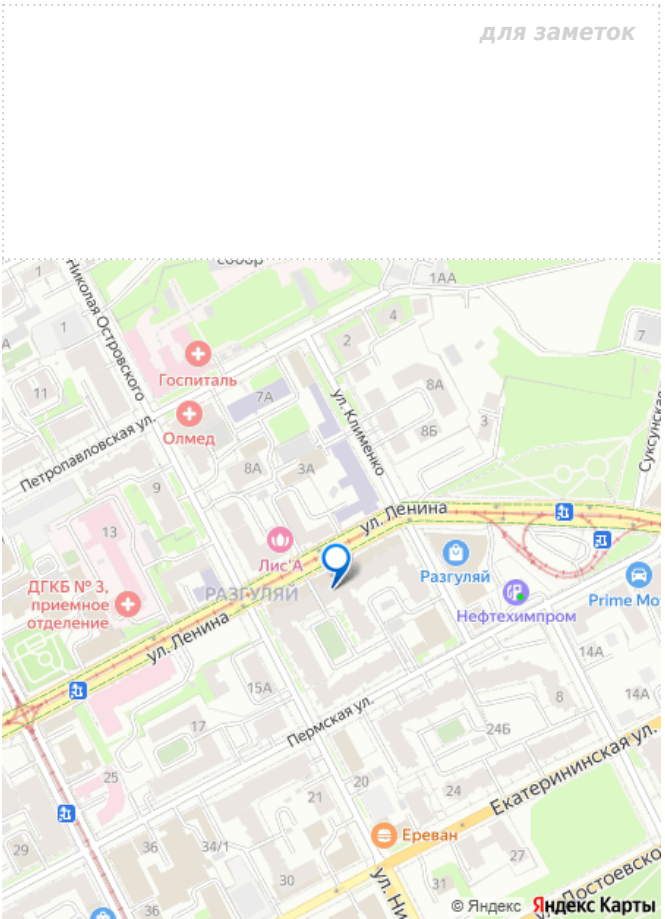 для заметок
собор
1АА
1
Николая Островского
1
4
2
7
А
Госпиталь
11
7А
8А
ул. Клименко
Олмед
3
8Б
Петропавловская ул.
Суксунская
8А
3А
9
13
ул. Ленина
Лис'А
Разгуляй
ДГКБ № 3,
приемное
отделение
РАЗГУЛЯЙ
Нефтехимпром
Prime Mo
ул. Ленина
14А
15А
8
14А
Пермская ул.
17
24Б
25
20
24
Екатерининская ул.
21
Ереван
29
36
34/1
27
30
31
ул. Ни
Достоевско
36
© Яндекс Яндекс Карты